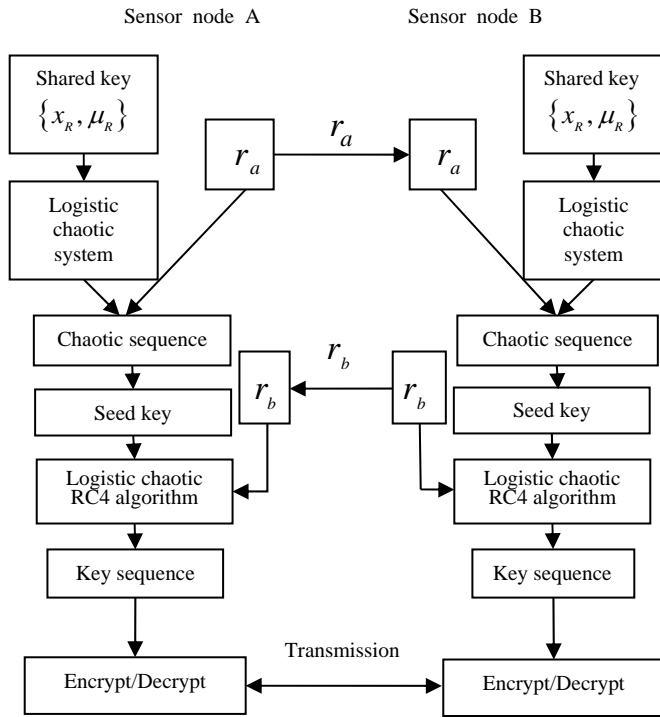 Sensor node A
Sensor node B
Shared key
{x_R, μ_R}
Shared key
{x_R, μ_R}
r_a
r_a
r_a
Logistic
chaotic
system
Logistic
chaotic
system
Chaotic sequence
Chaotic sequence
r_b
r_b
r_b
Seed key
Seed key
Logistic chaotic
RC4 algorithm
Logistic chaotic
RC4 algorithm
Key sequence
Key sequence
Transmission
Encrypt/Decrypt
Encrypt/Decrypt